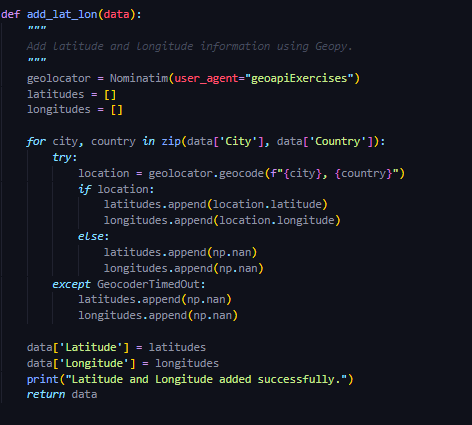 def add_lat_lon(data):
    """
    Add latitude and longitude information using Geopy.
    """
    geolocator = Nominatim(user_agent="geoapiExercises")
    latitudes = []
    longitudes = []

    for city, country in zip(data['City'], data['Country']):
        try:
            location = geolocator.geocode(f"{city}, {country}")
            if location:
                latitudes.append(location.latitude)
                longitudes.append(location.longitude)
            else:
                latitudes.append(np.nan)
                longitudes.append(np.nan)
        except GeocoderTimedOut:
            latitudes.append(np.nan)
            longitudes.append(np.nan)

    data['Latitude'] = latitudes
    data['Longitude'] = longitudes
    print("Latitude and Longitude added successfully.")
    return data